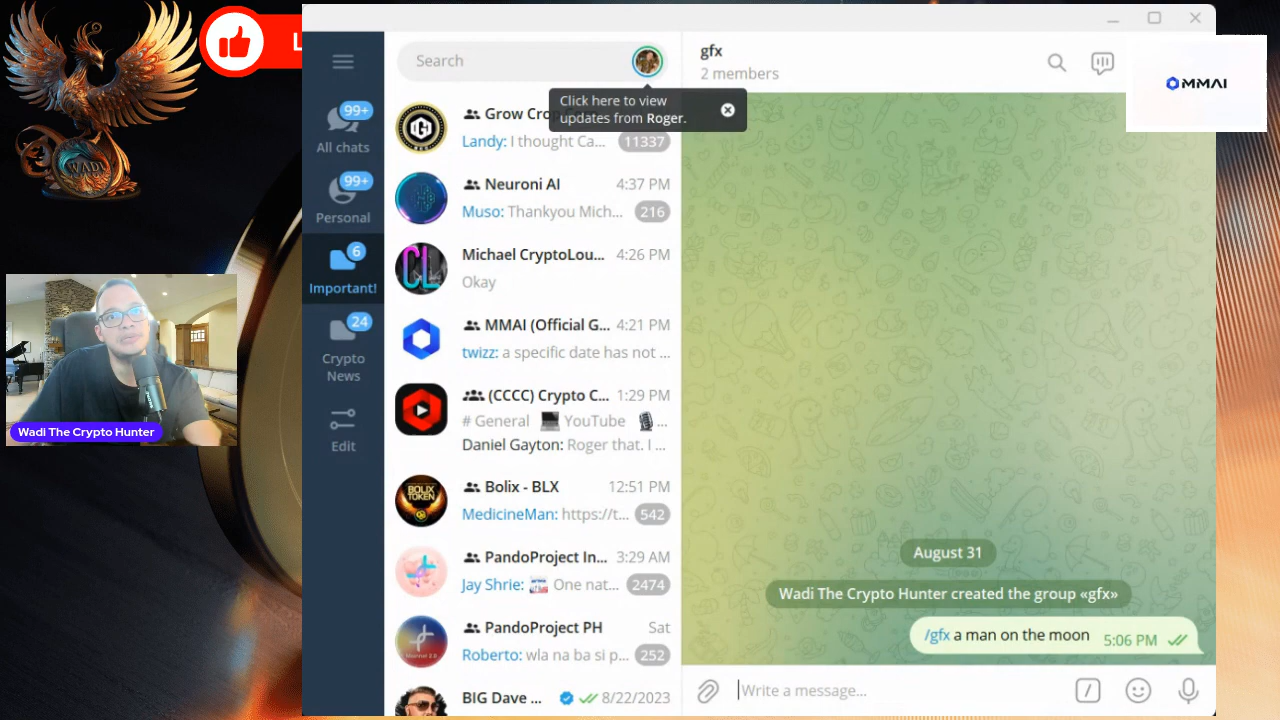 L
WADI
Wadi The Crypto Hunter
99+
All chats
99+
Personal
6
Important!
24
Crypto
News
Edit
Search
Click here to view
updates from Roger.
Grow Cro
Landy: I thought Ca... 11337
Neuroni AI 4:37 PM
Muso: Thankyou Mich... 216
Michael CryptoLou... 4:26 PM
Okay
MMAI (Official G... 4:21 PM
twizz: a specific date has not ...
(CCCC) Crypto C... 1:29 PM
# General YouTube ...
Daniel Gayton: Roger that. I ...
BOLIX
TOKEN
Bolix - BLX 12:51 PM
MedicineMan: https://t... 542
PandoProject In... 3:29 AM
Jay Shrie: One nat... 2474
PandoProject PH Sat
Roberto: wla na ba si p... 252
BIG Dave ... 8/22/2023
gfx
2 members
MMAI
August 31
Wadi The Crypto Hunter created the group «gfx»
/gfx a man on the moon 5:06 PM
Write a message...